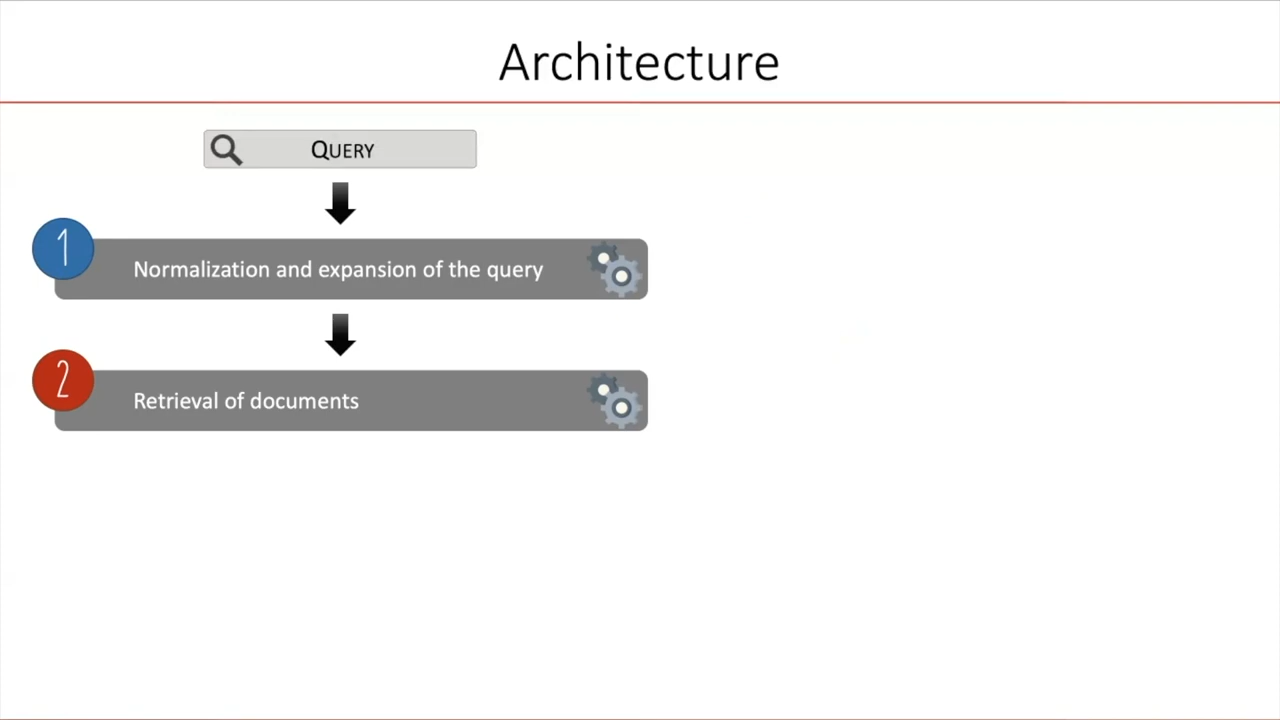 Architecture
QUERY
1
Normalization and expansion of the query
2
Retrieval of documents